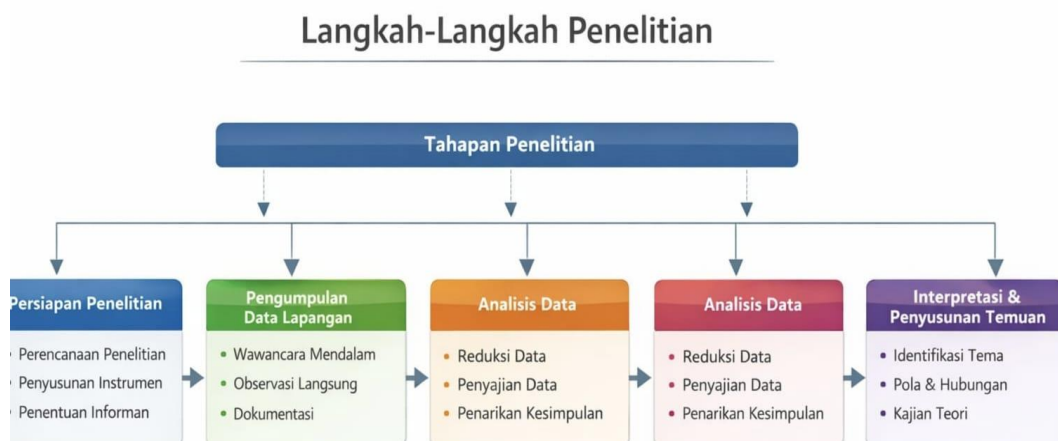 Langkah-Langkah Penelitian
Tahapan Penelitian
Persiapan Penelitian
• Perencanaan Penelitian
• Penyusunan Instrumen
• Penentuan Informan
Pengumpulan
Data Lapangan
• Wawancara Mendalam
• Observasi Langsung
• Dokumentasi
Analisis Data
• Reduksi Data
• Penyajian Data
• Penarikan Kesimpulan
Analisis Data
• Reduksi Data
• Penyajian Data
• Penarikan Kesimpulan
Interpretasi &
Penyusunan Temuan
• Identifikasi Tema
• Pola & Hubungan
• Kajian Teori